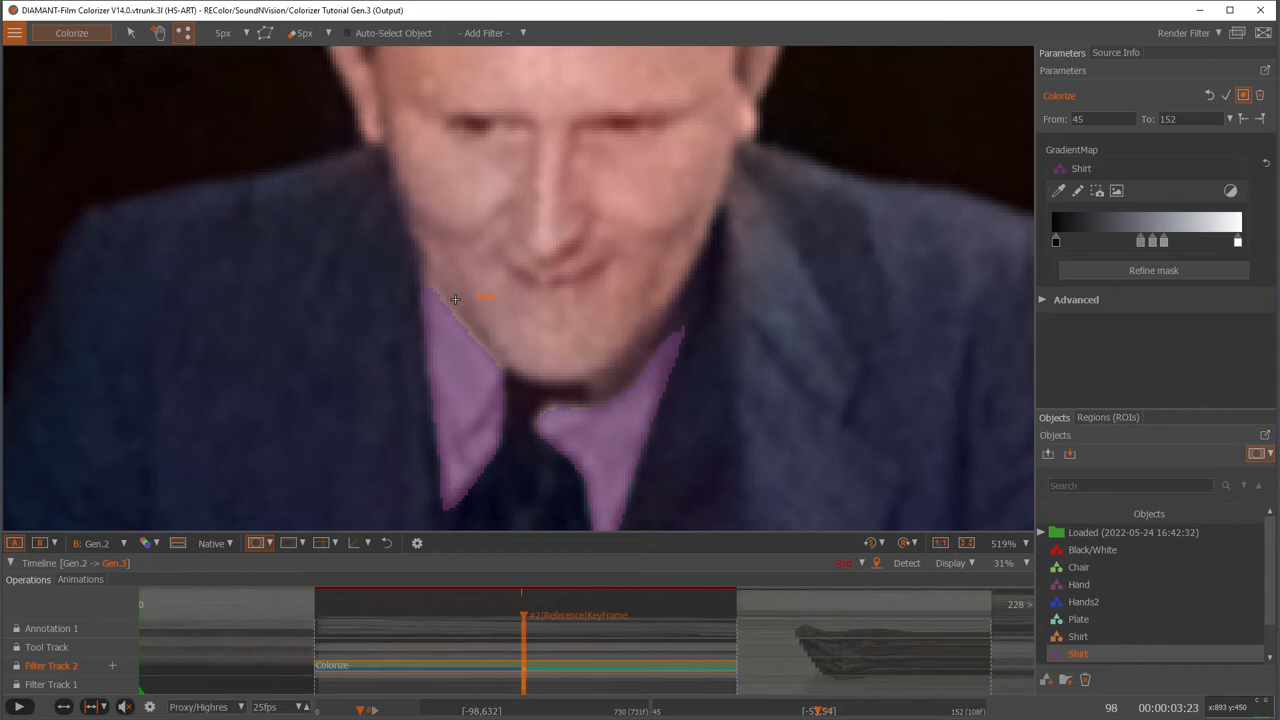 DIAMANT-Film Colorizer V14.0.vtrunk.3I (HS-ART) - REColor/SoundNVision/Colorizer Tutorial Gen.3 (Output)
Colorize 5px 5px Auto-Select Object - Add Filter - Render Filter
Parameters Source Info
Parameters
Colorize
From: 45 To: 152
GradientMap
Shirt
Refine mask
Advanced
Objects Regions (ROIs)
Objects
Search
Objects
Loaded (2022-05-24 16:42:32)
Black/White
Chair
Hand
Hands2
Plate
Shirt
Shirt
A B B: Gen.2 Native 1:1 519%
Timeline [Gen.2 -> Gen.3] Red Detect Display 31%
Operations Animations
0 #2|Reference|KeyFrame 228 >
Annotation 1
Tool Track
Filter Track 2 + Colorize
Filter Track 1
Proxy/Highres 25fps 0 [-98,632] 730 (731f) 45 [-53,54] 152 (108f) 98 00:00:03:23 x:893 y:450 C G